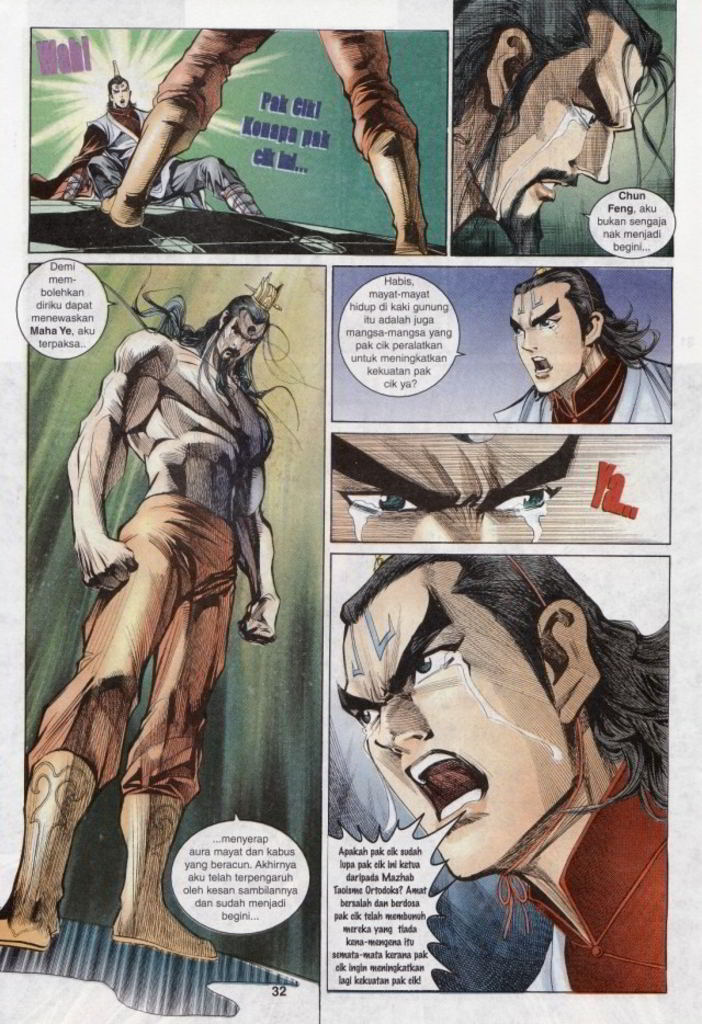 Wah!
Pak Cik!
Kenapa pak
cik ini...
Chun
Feng, aku
bukan sengaja
nak menjadi
begini...
Demi
mem-
bolehkan
diriku dapat
menewaskan
Maha Ye, aku
terpaksa..
Habis,
mayat-mayat
hidup di kaki gunung
itu adalah juga
mangsa-mangsa yang
pak cik peralatkan
untuk meningkatkan
kekuatan pak
cik ya?
Ya...
...menyerap
aura mayat dan kabus
yang beracun. Akhirnya
aku telah terpengaruh
oleh kesan sambilannya
dan sudah menjadi
begini...
Apakah pak cik sudah
lupa pak cik ini ketua
daripada Mazhab
Taoisme Ortodoks? Amat
bersalah dan berdosa
pak cik telah membunuh
mereka yang tiada
kena-mengena itu
semata-mata kerana pak
cik ingin meningkatkan
lagi kekuatan pak cik!
32